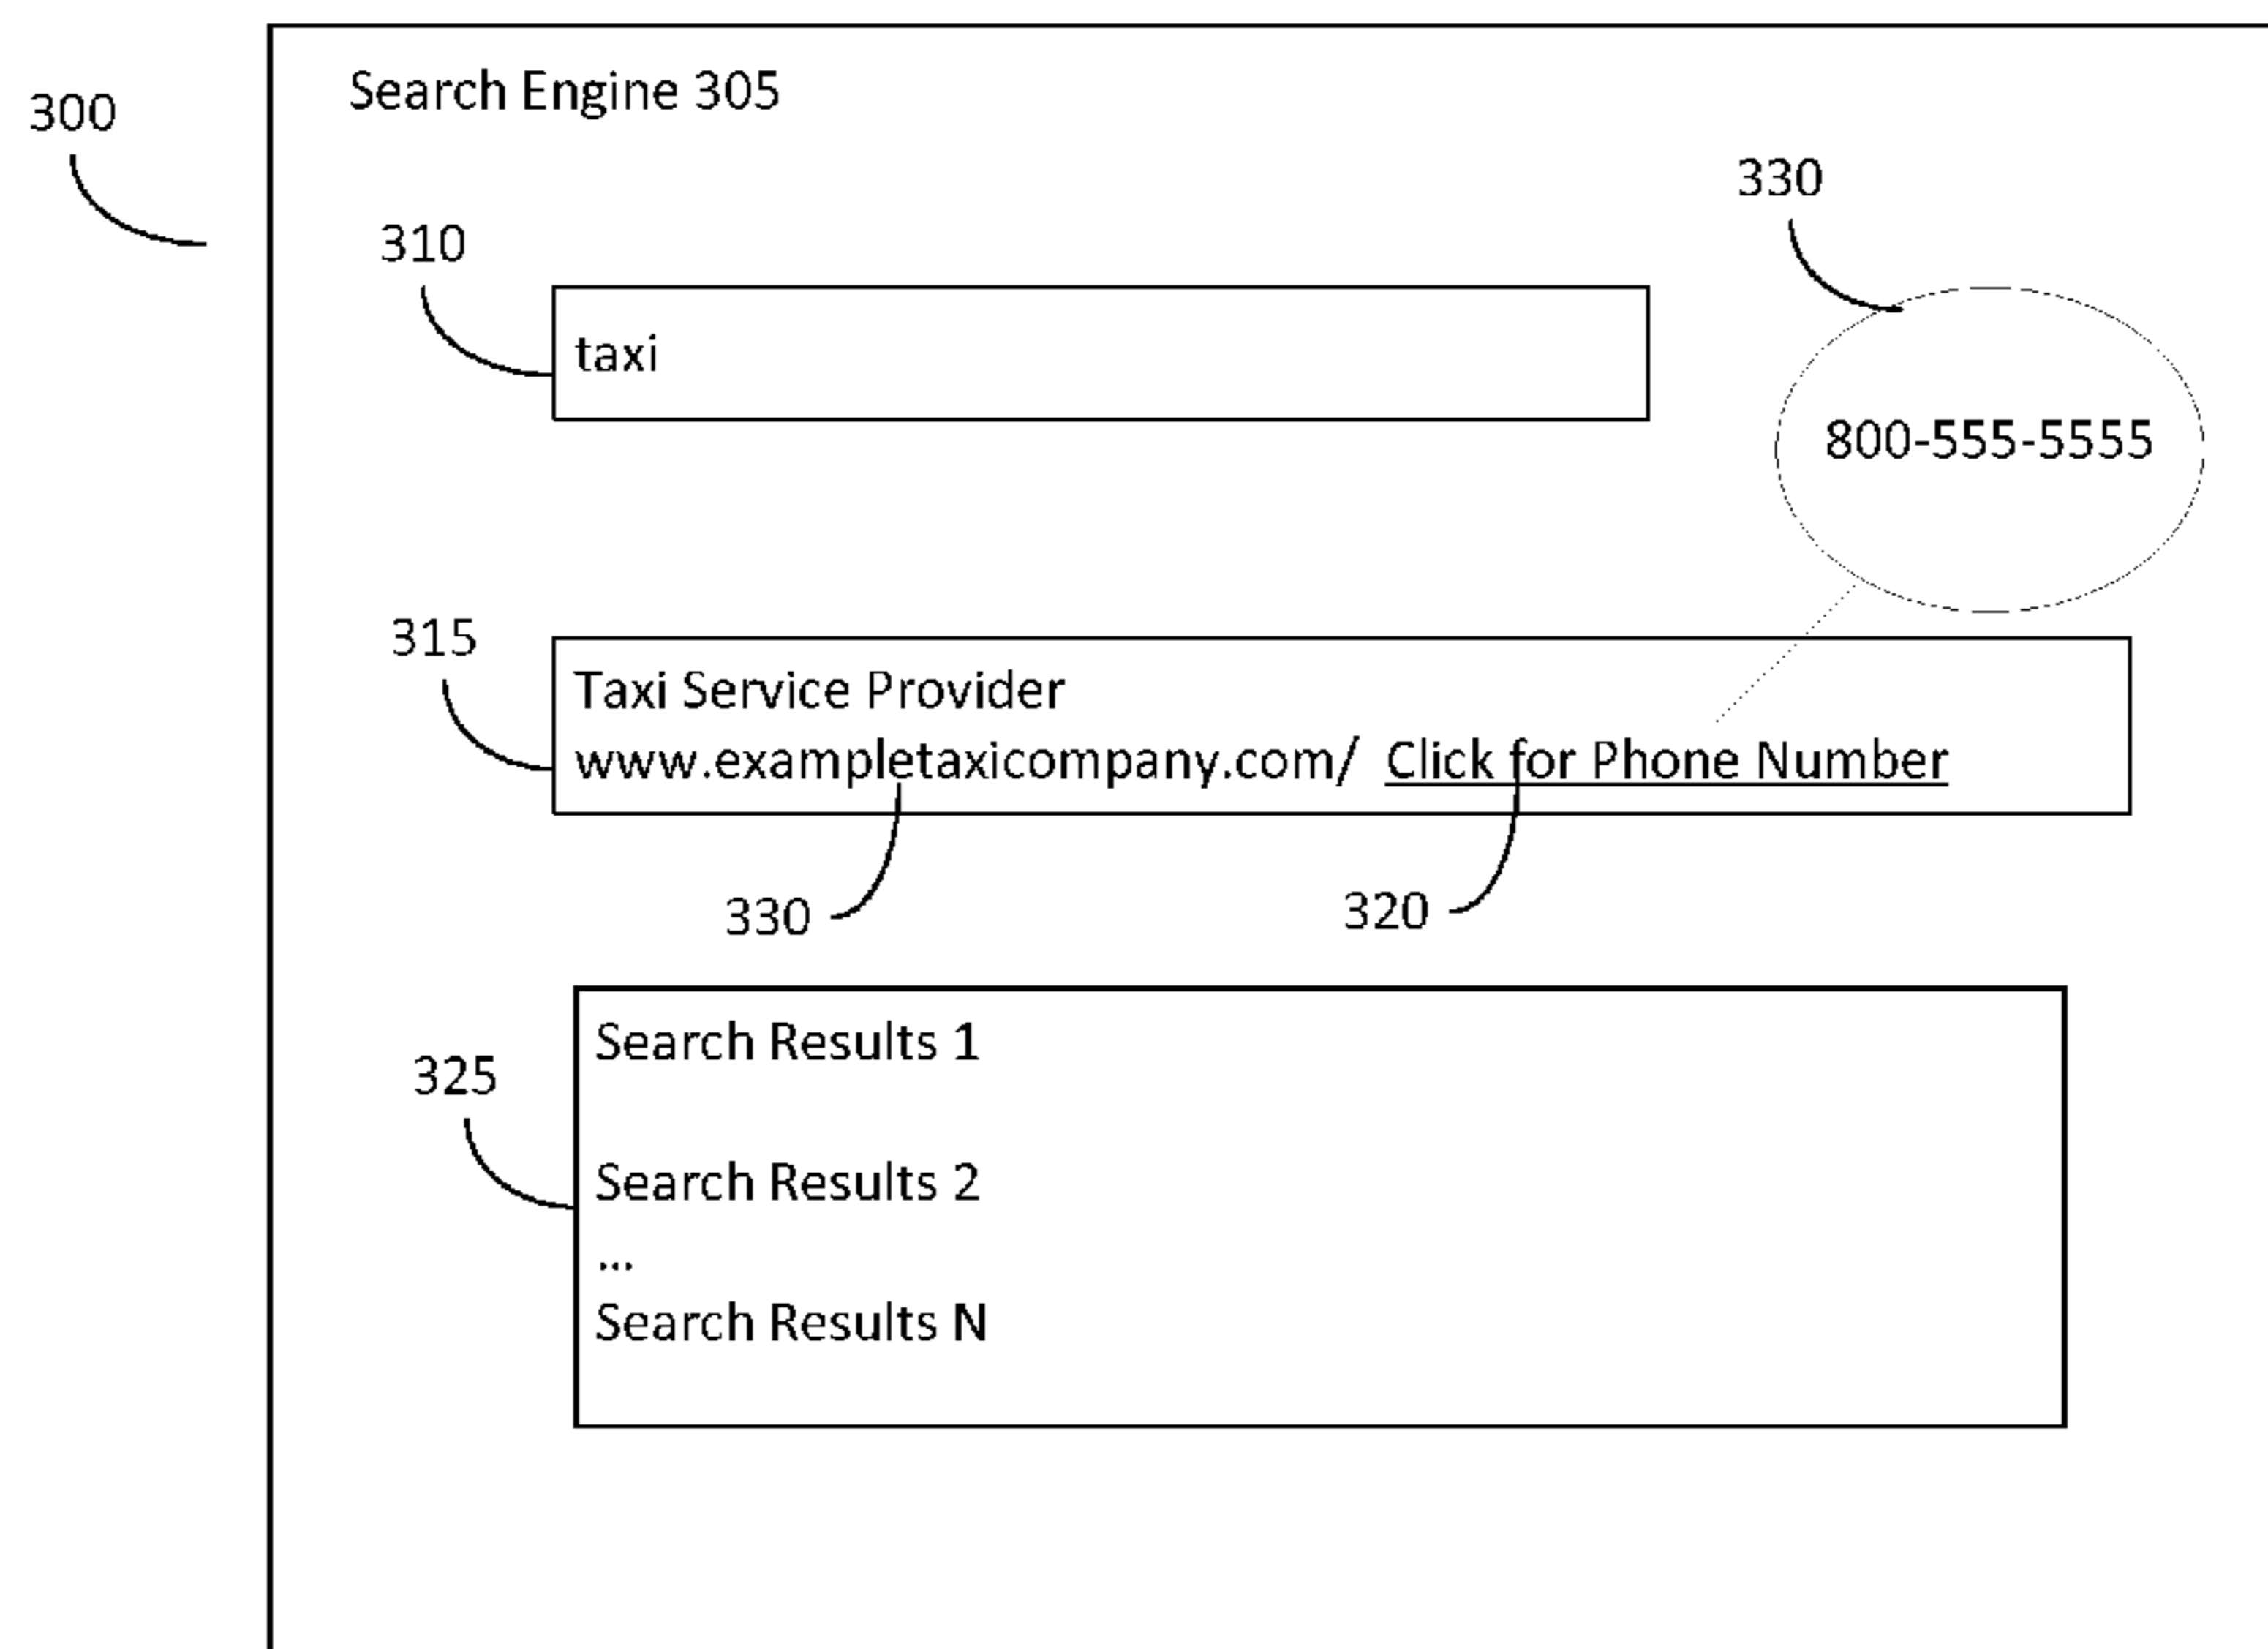 Search Engine 305
300
330
310
taxi
800-555-5555
315
Taxi Service Provider
www.exampletaxicompany.com/ Click for Phone Number
330
320
Search Results 1
325
Search Results 2
...
Search Results N